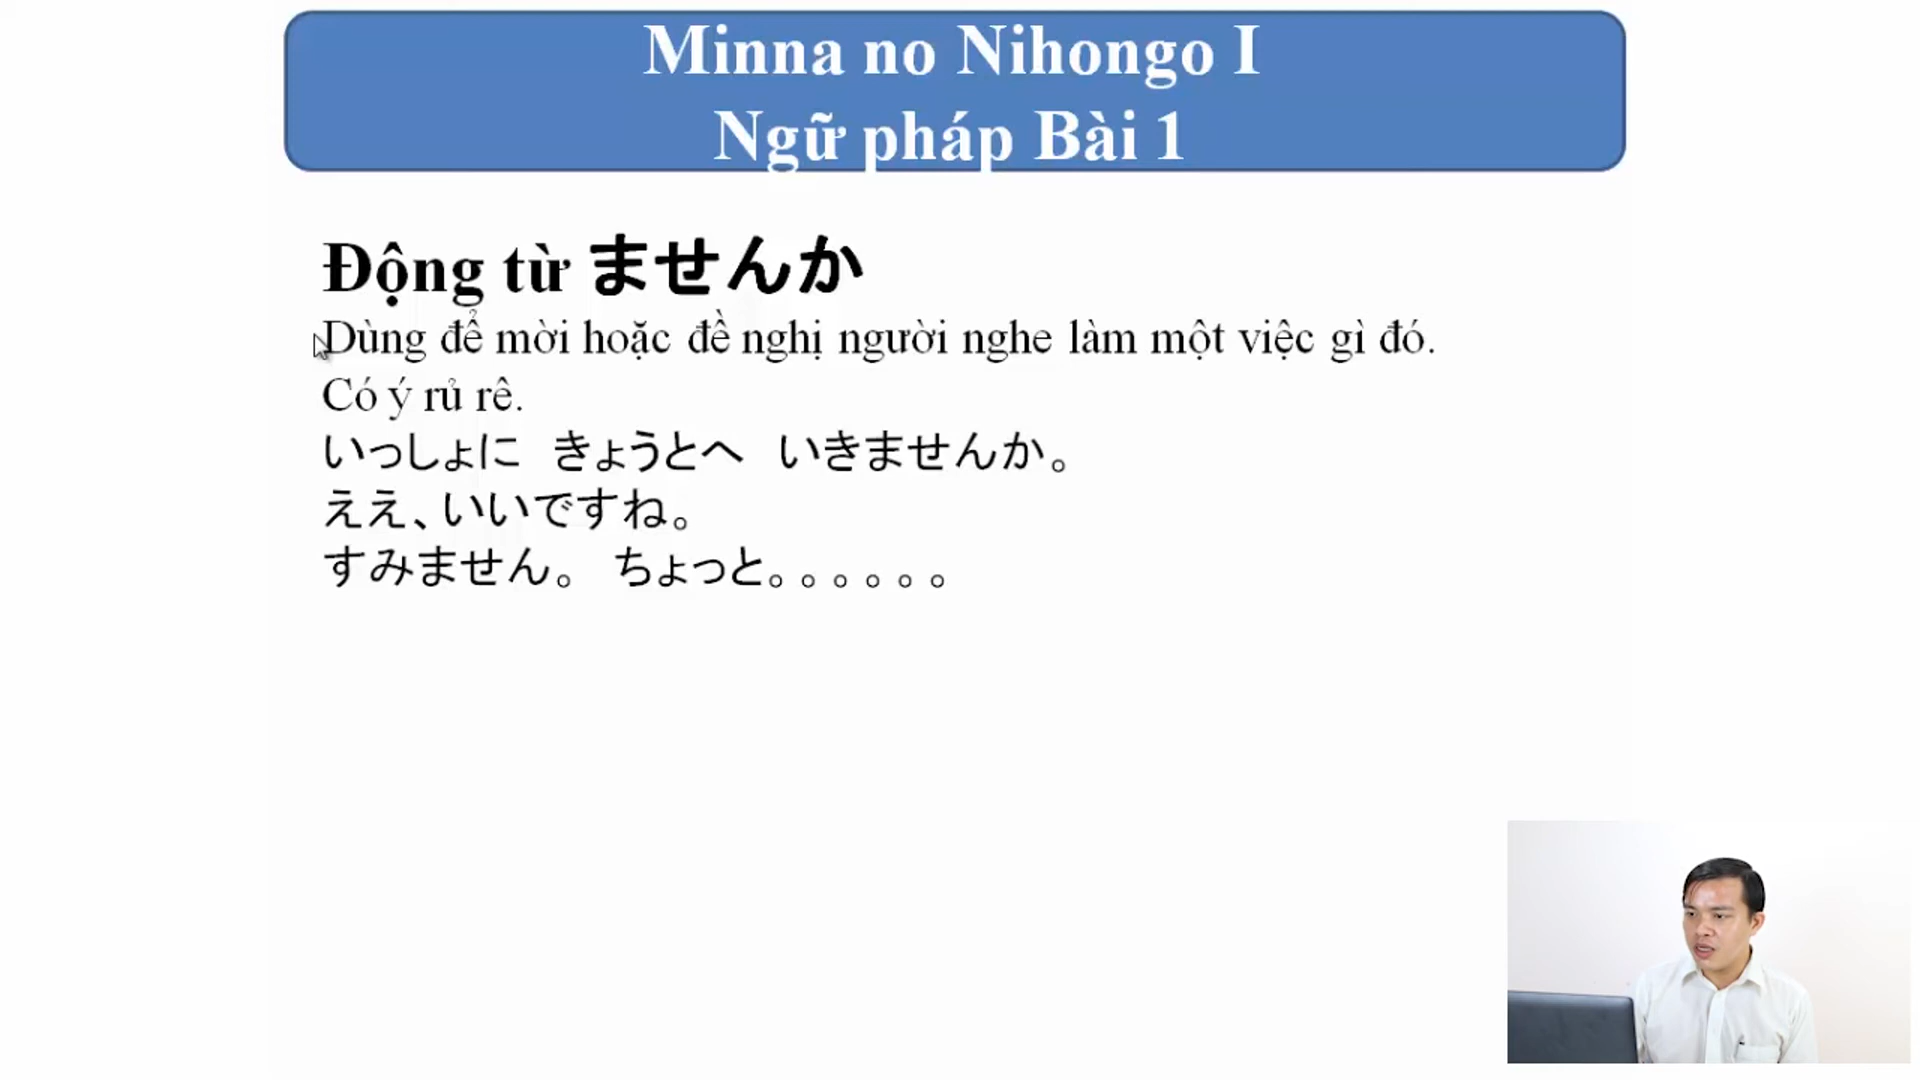 Minna no Nihongo I
Ngữ pháp Bài 1
Động từ ませんか
Dùng để mời hoặc đề nghị người nghe làm một việc gì đó.
Có ý rủ rê.
いっしょに　きょうとへ　いきませんか。
ええ、いいですね。
すみません。　ちょっと。。。。。。